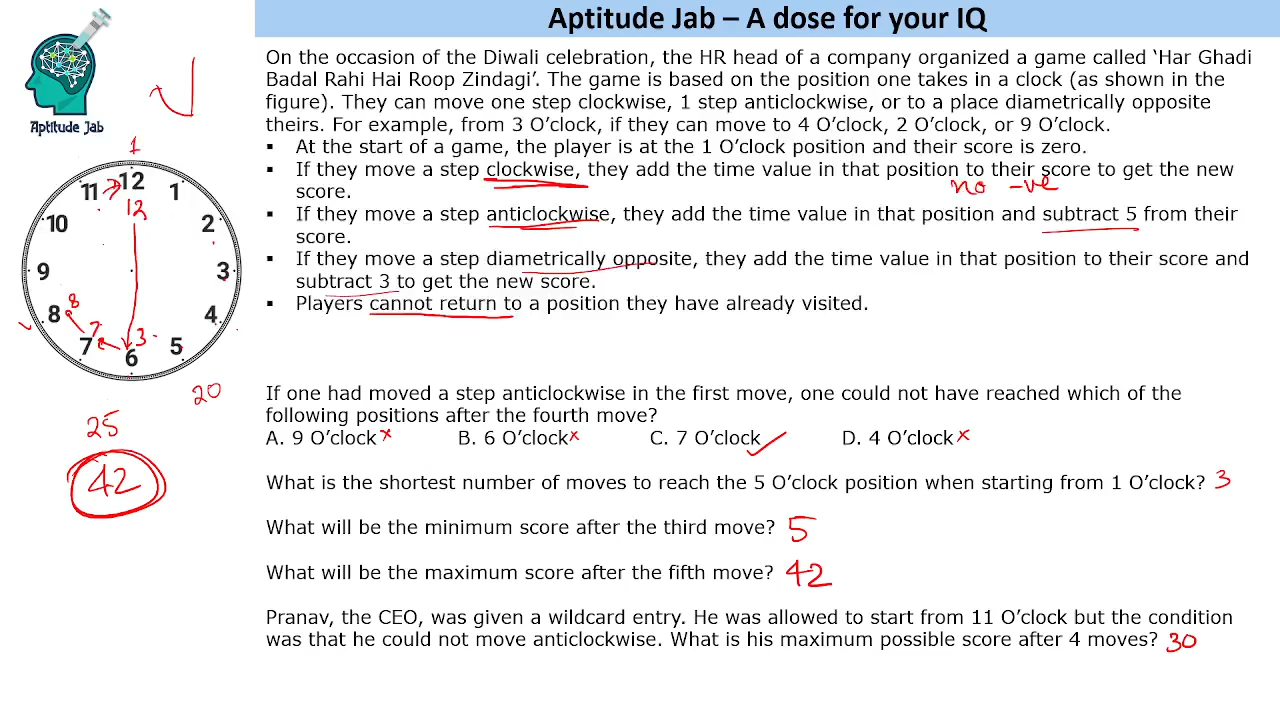 Aptitude Jab – A dose for your IQ
Aptitude Jab
On the occasion of the Diwali celebration, the HR head of a company organized a game called ‘Har Ghadi
Badal Rahi Hai Roop Zindagi’. The game is based on the position one takes in a clock (as shown in the
figure). They can move one step clockwise, 1 step anticlockwise, or to a place diametrically opposite
theirs. For example, from 3 O’clock, if they can move to 4 O’clock, 2 O’clock, or 9 O’clock.
▪ At the start of a game, the player is at the 1 O’clock position and their score is zero.
▪ If they move a step clockwise, they add the time value in that position to their score to get the new
no -ve
score.
▪ If they move a step anticlockwise, they add the time value in that position and subtract 5 from their
score.
▪ If they move a step diametrically opposite, they add the time value in that position to their score and
subtract 3 to get the new score.
▪ Players cannot return to a position they have already visited.
1
11 12 1
12
10 2
9 3
8 8 4
7 3
7 6 5
20
25
42
If one had moved a step anticlockwise in the first move, one could not have reached which of the
following positions after the fourth move?
A. 9 O’clock x B. 6 O’clock x C. 7 O’clock ✓ D. 4 O’clock x
What is the shortest number of moves to reach the 5 O’clock position when starting from 1 O’clock? 3
What will be the minimum score after the third move? 5
What will be the maximum score after the fifth move? 42
Pranav, the CEO, was given a wildcard entry. He was allowed to start from 11 O’clock but the condition
was that he could not move anticlockwise. What is his maximum possible score after 4 moves? 30